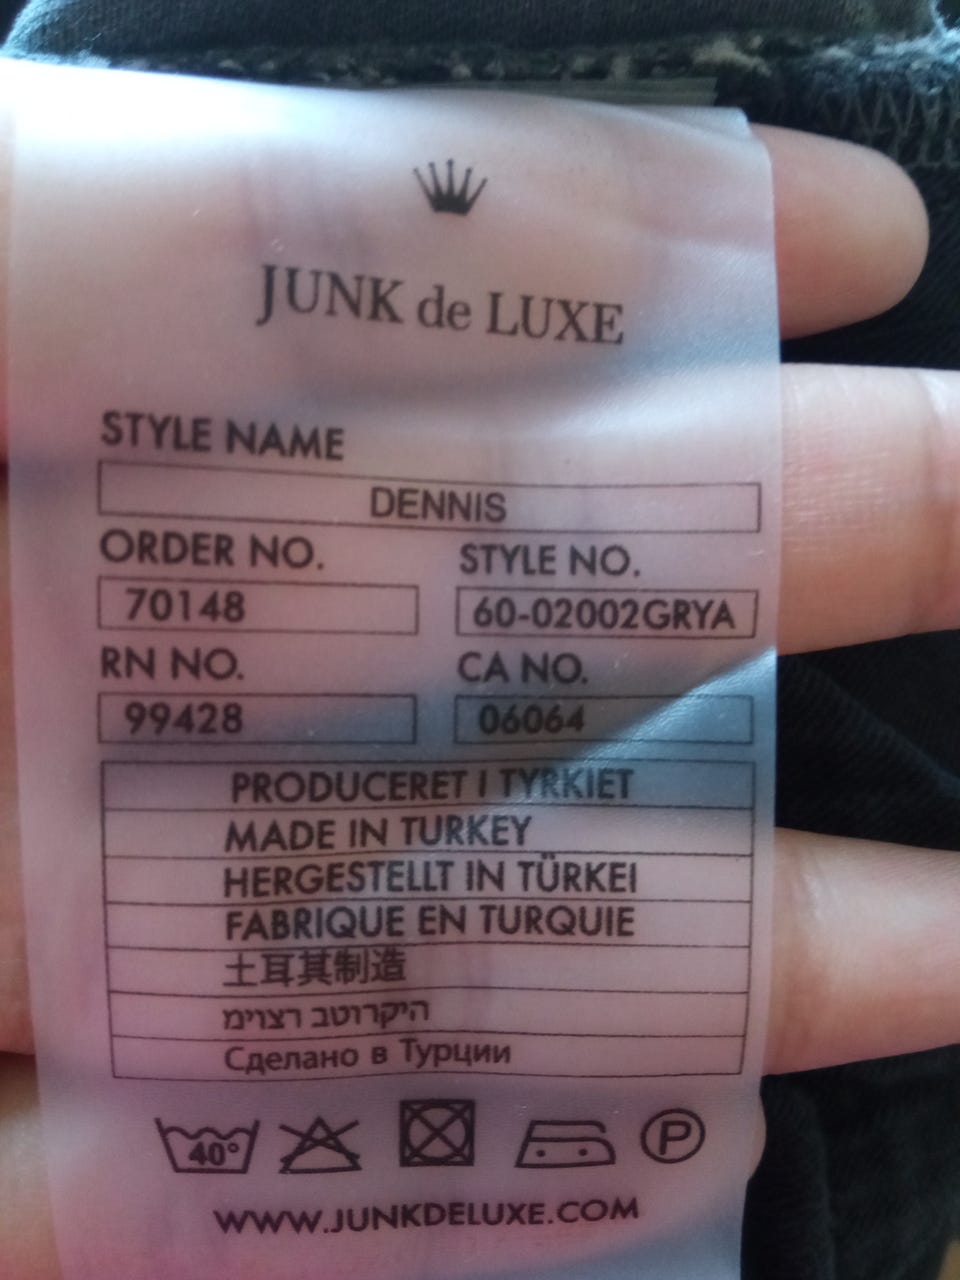 JUNK de LUXE
STYLE NAME
DENNIS
ORDER NO. STYLE NO.
70148 60-02002GRYA
RN NO. CA NO.
99428 06064
PRODUCERET I TYRKIET
MADE IN TURKEY
HERGESTELLT IN TÜRKEI
FABRIQUE EN TURQUIE
土耳其制造
היקרוטב רצוימ
Сделано в Турции
40° P
WWW.JUNKDELUXE.COM